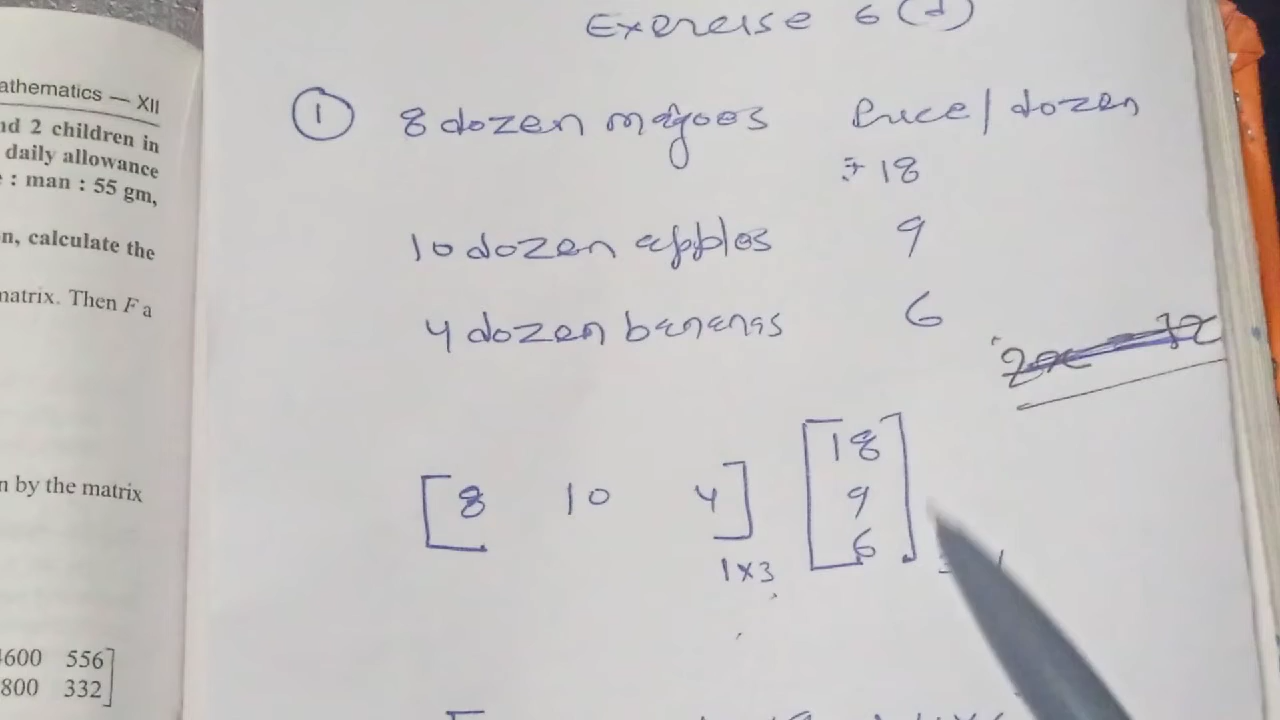 athematics — XII
nd 2 children in
daily allowance
: man : 55 gm,
n, calculate the
matrix. Then F a
n by the matrix
4600 556
800 332
Exercise 6(d)
1 8 dozen mangoes Price / dozen
18
10 dozen apples 9
4 dozen bananas 6
[8 10 4] 1×3
[18
9
6]